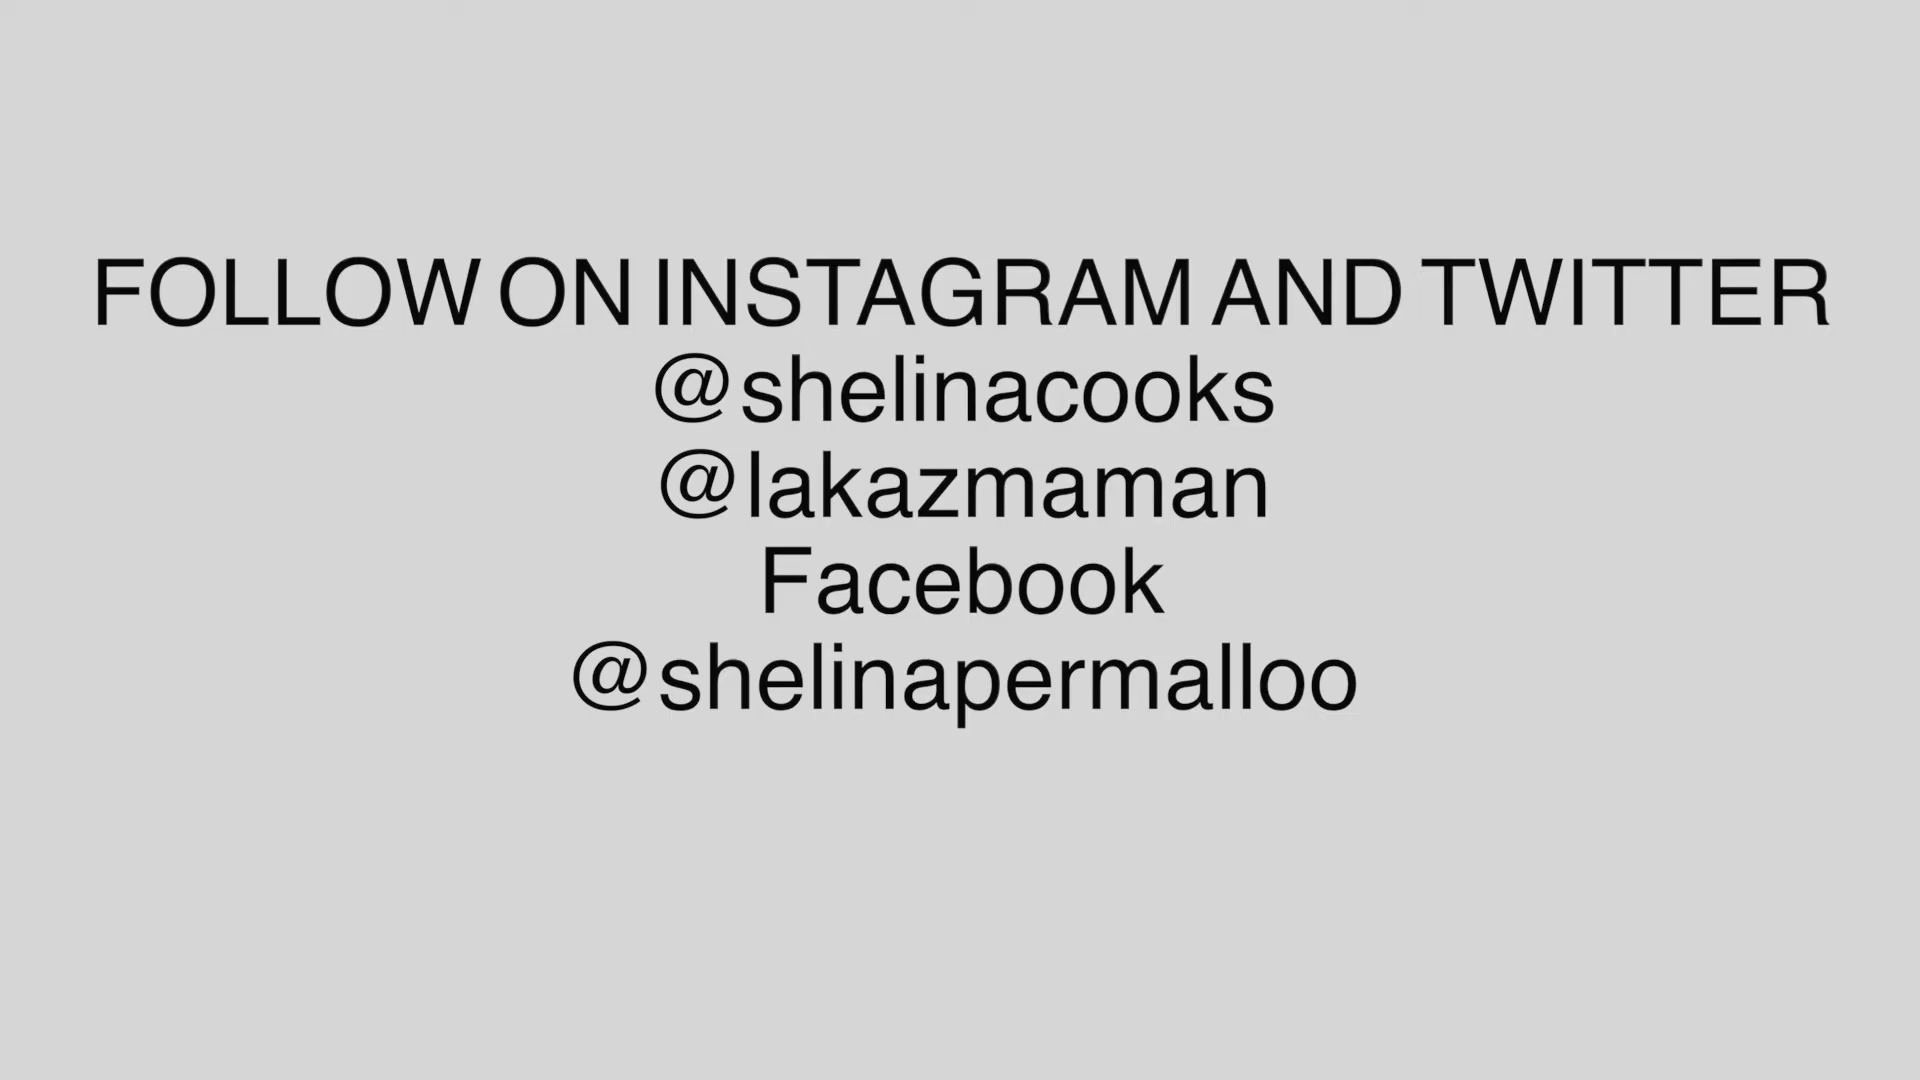 FOLLOW ON INSTAGRAM AND TWITTER
@shelinacooks
@lakazmaman
Facebook
@shelinapermalloo